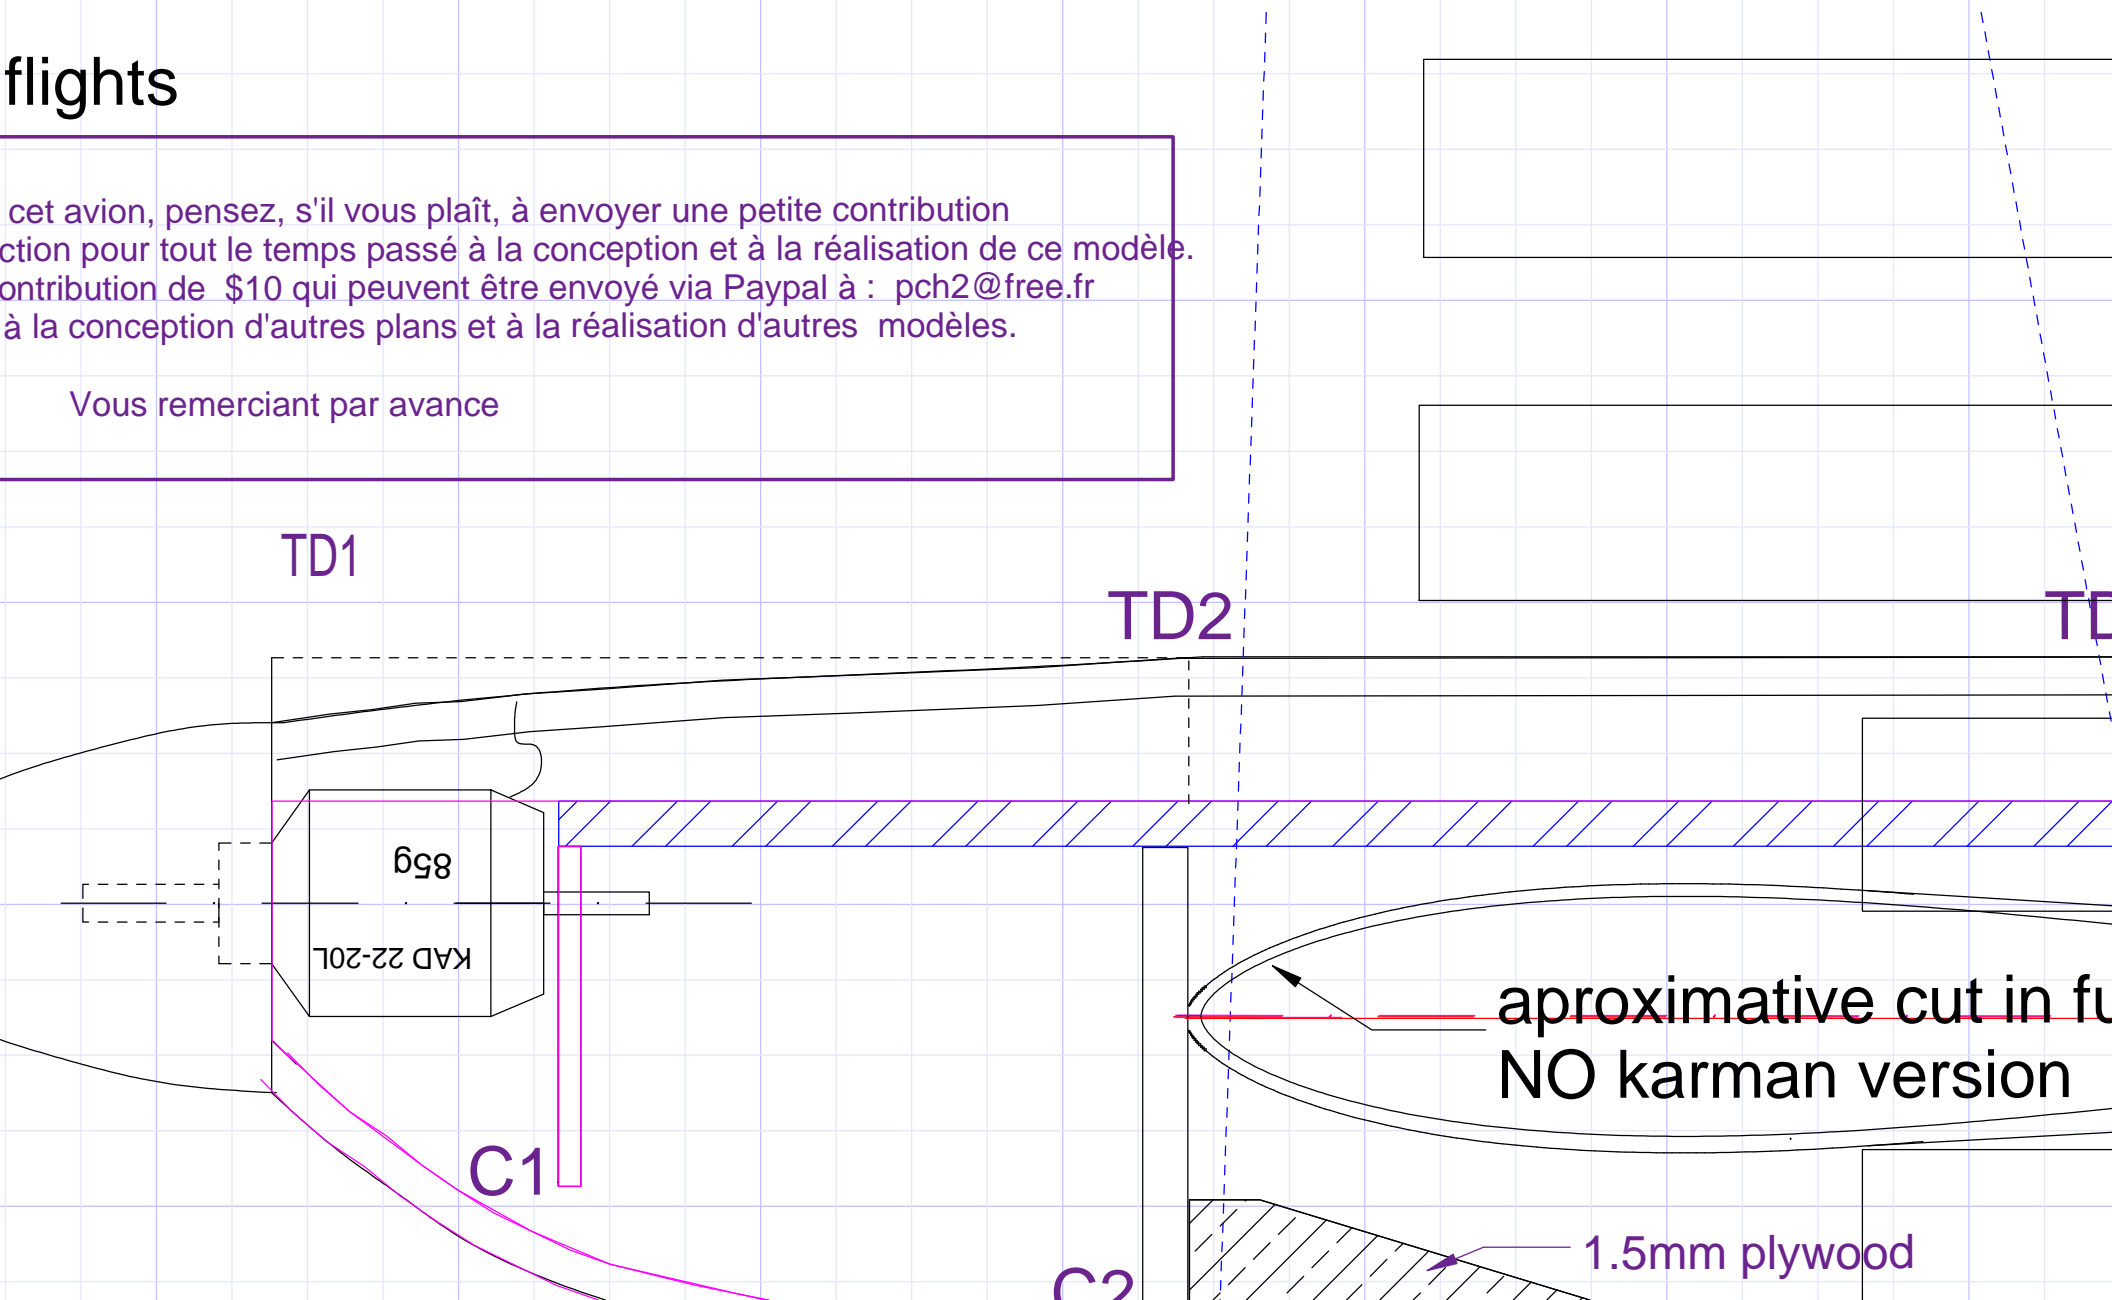 flights
cet avion, pensez, s'il vous plaît, à envoyer une petite contribution
ction pour tout le temps passé à la conception et à la réalisation de ce modèle.
ontribution de $10 qui peuvent être envoyé via Paypal à : pch2@free.fr
à la conception d'autres plans et à la réalisation d'autres modèles.
Vous remerciant par avance
TD1
TD2
TD
85g
KAD 22-20L
aproximative cut in fu
NO karman version
C1
1.5mm plywood
C2